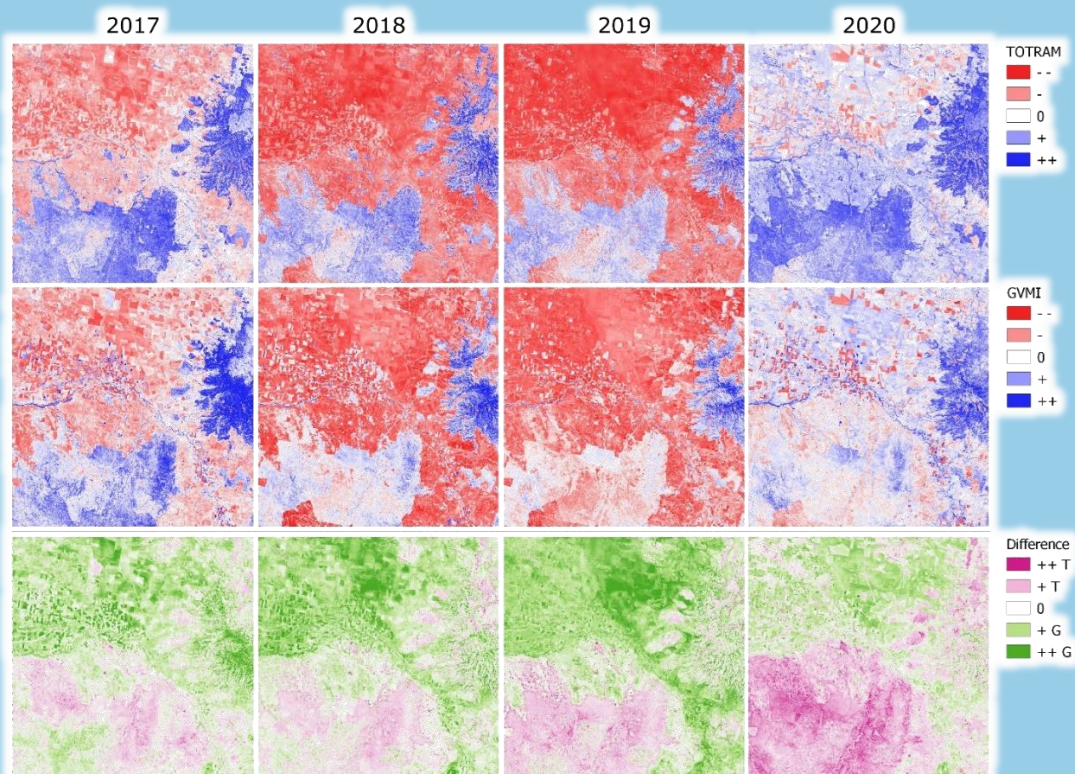 2017 2018 2019 2020
TOTRAM
--
-
0
+
++
GVMI
--
-
0
+
++
Difference
++ T
+ T
0
+ G
++ G